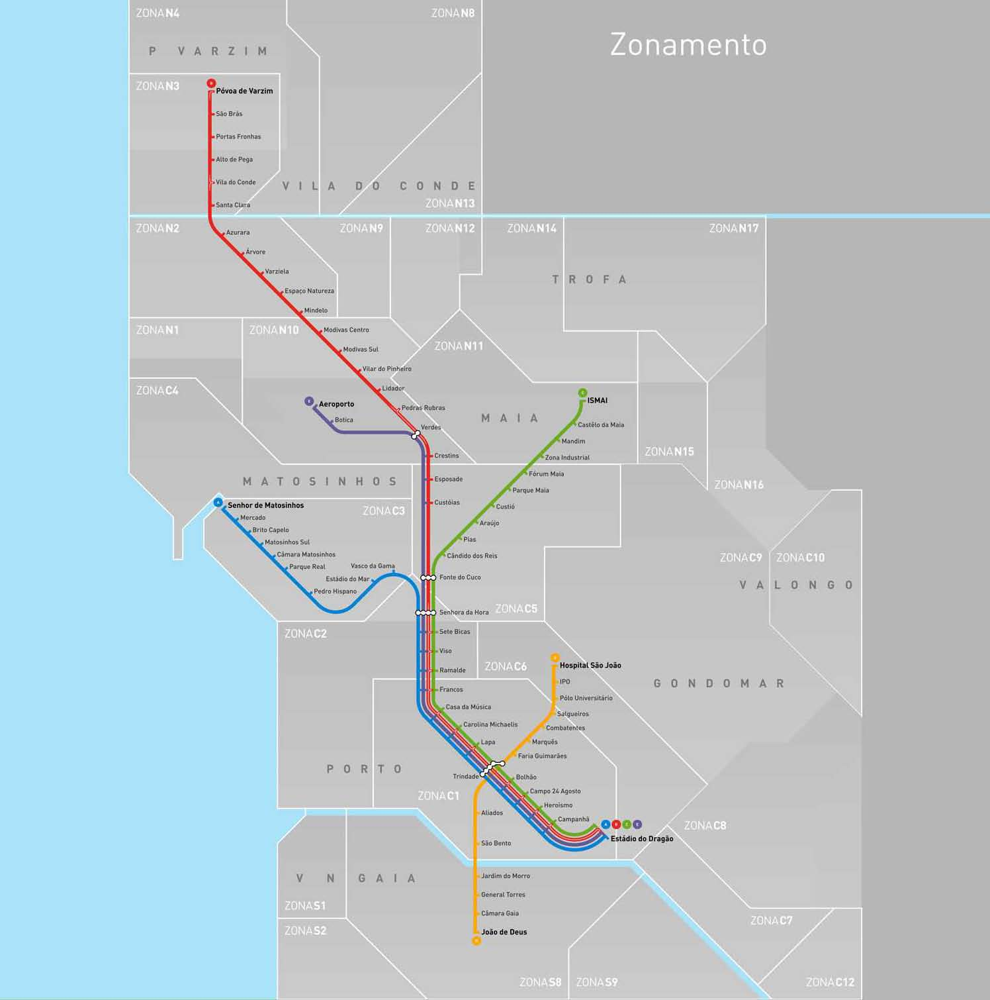 Zonamento
ZONA N4
ZONA N8
P VARZIM
ZONA N3
Póvoa de Varzim
São Brás
Portas Fronhas
Alto de Pega
Vila do Conde
Santa Clara
VILA DO CONDE
ZONA N13
ZONA N2
ZONA N9
ZONA N12
ZONA N14
ZONA N17
Azurara
Árvore
Varziela
Espaço Natureza
Mindelo
TROFA
ZONA N1
ZONA N10
Modivas Centro
Modivas Sul
Vilar do Pinheiro
Lidador
Pedras Rubras
Verdes
ZONA N11
ZONA C4
E
Aeroporto
Botica
C
ISMAI
MAIA
Castêlo da Maia
Mandim
Zona Industrial
Fórum Maia
Parque Maia
Custió
Araújo
Pias
Cândido dos Reis
ZONA N15
ZONA N16
Crestins
Esposade
Custóias
MATOSINHOS
ZONA C3
A
Senhor de Matosinhos
Mercado
Brito Capelo
Matosinhos Sul
Câmara Matosinhos
Parque Real
Pedro Hispano
Estádio do Mar
Vasco da Gama
Fonte do Cuco
Senhora da Hora
ZONA C5
ZONA C9
ZONA C10
VALONGO
ZONA C2
Sete Bicas
Viso
Ramalde
Francos
Casa da Música
Carolina Michaelis
Lapa
ZONA C6
Hospital São João
IPO
Pólo Universitário
Salgueiros
Combatentes
Marquês
Faria Guimarães
GONDOMAR
PORTO
Trindade
ZONA C1
Bolhão
Campo 24 Agosto
Heroísmo
Campanhã
A B C E
Estádio do Dragão
ZONA C8
Aliados
São Bento
Jardim do Morro
General Torres
Câmara Gaia
João de Deus
V N GAIA
ZONA S1
ZONA S2
ZONA S8
ZONA S9
ZONA C7
ZONA C12